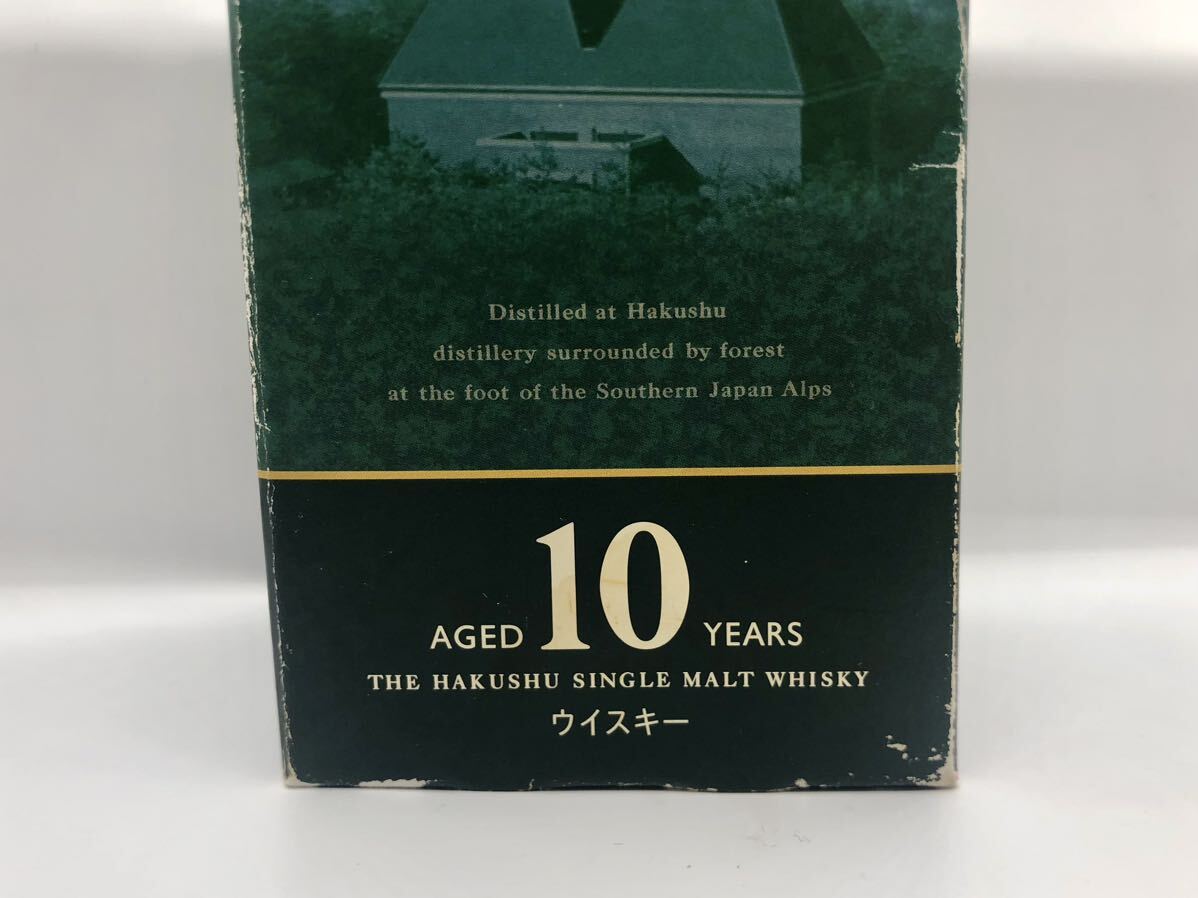 Distilled at Hakushu
distillery surrounded by forest
at the foot of the Southern Japan Alps
AGED 10 YEARS
THE HAKUSHU SINGLE MALT WHISKY
ウイスキー